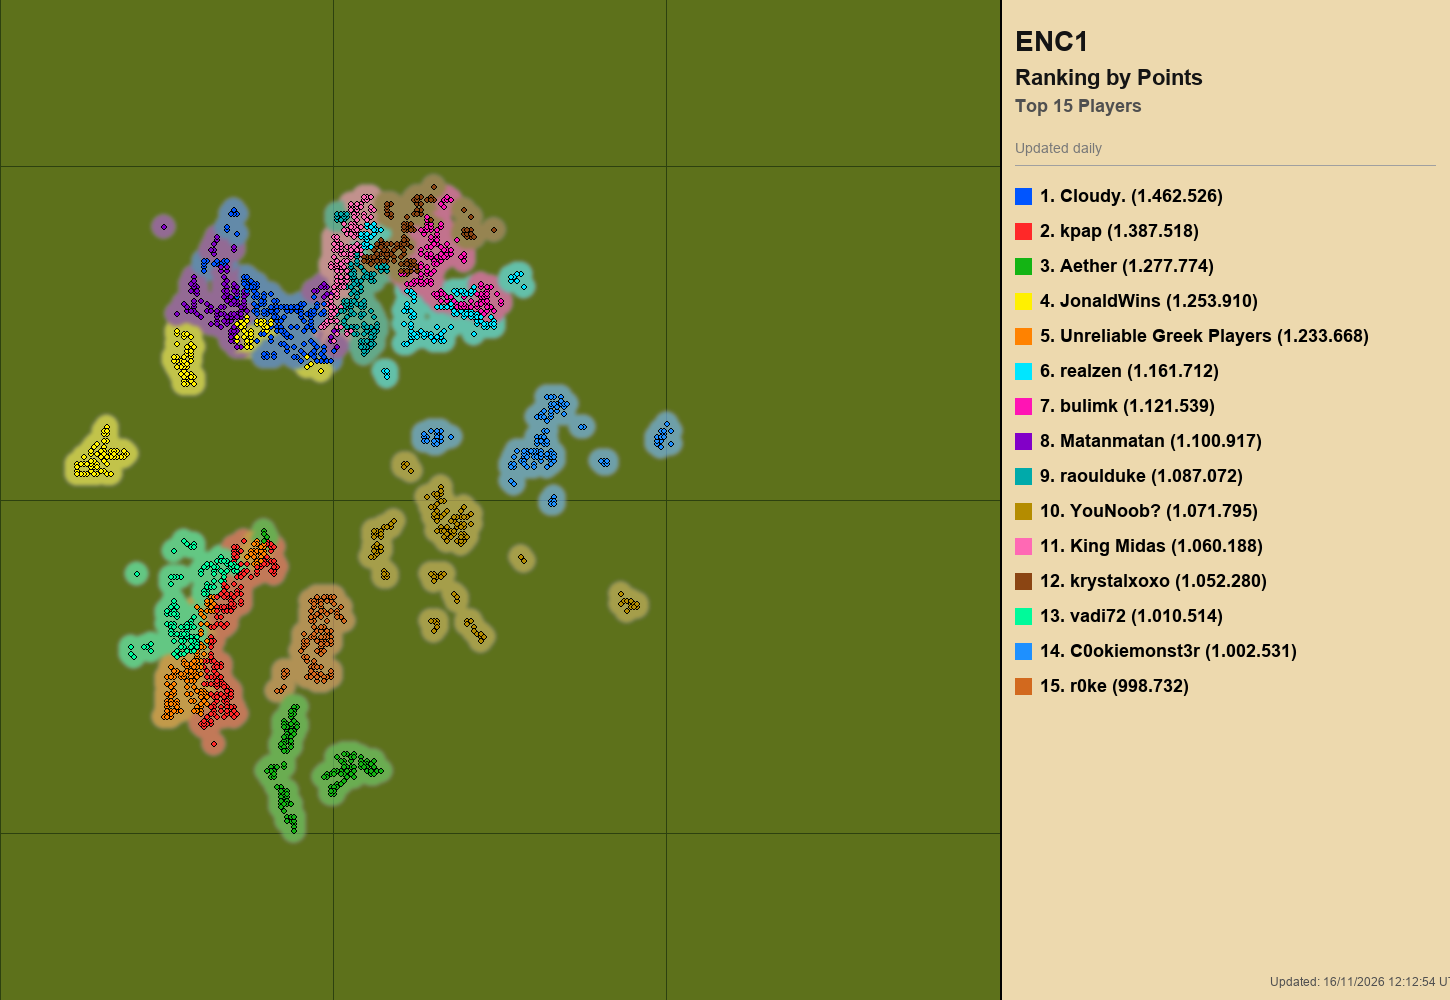 ENC1
Ranking by Points
Top 15 Players
Updated daily
1. Cloudy. (1.462.526)
2. kpap (1.387.518)
3. Aether (1.277.774)
4. JonaldWins (1.253.910)
5. Unreliable Greek Players (1.233.668)
6. realzen (1.161.712)
7. bulimk (1.121.539)
8. Matanmatan (1.100.917)
9. raoulduke (1.087.072)
10. YouNoob? (1.071.795)
11. King Midas (1.060.188)
12. krystalxoxo (1.052.280)
13. vadi72 (1.010.514)
14. C0okiemonst3r (1.002.531)
15. r0ke (998.732)
Updated: 16/11/2026 12:12:54